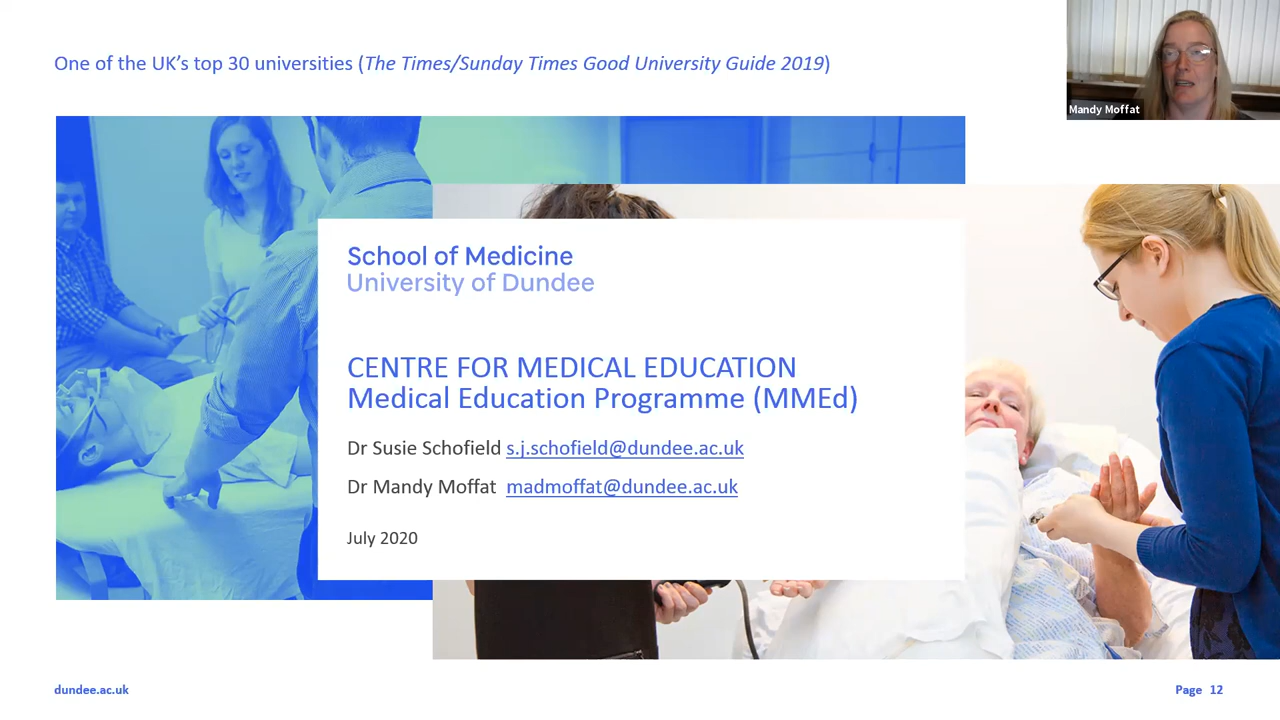 One of the UK's top 30 universities (The Times/Sunday Times Good University Guide 2019)
Mandy Moffat
School of Medicine
University of Dundee
CENTRE FOR MEDICAL EDUCATION
Medical Education Programme (MMEd)
Dr Susie Schofield s.j.schofield@dundee.ac.uk
Dr Mandy Moffat madmoffat@dundee.ac.uk
July 2020
dundee.ac.uk
Page 12